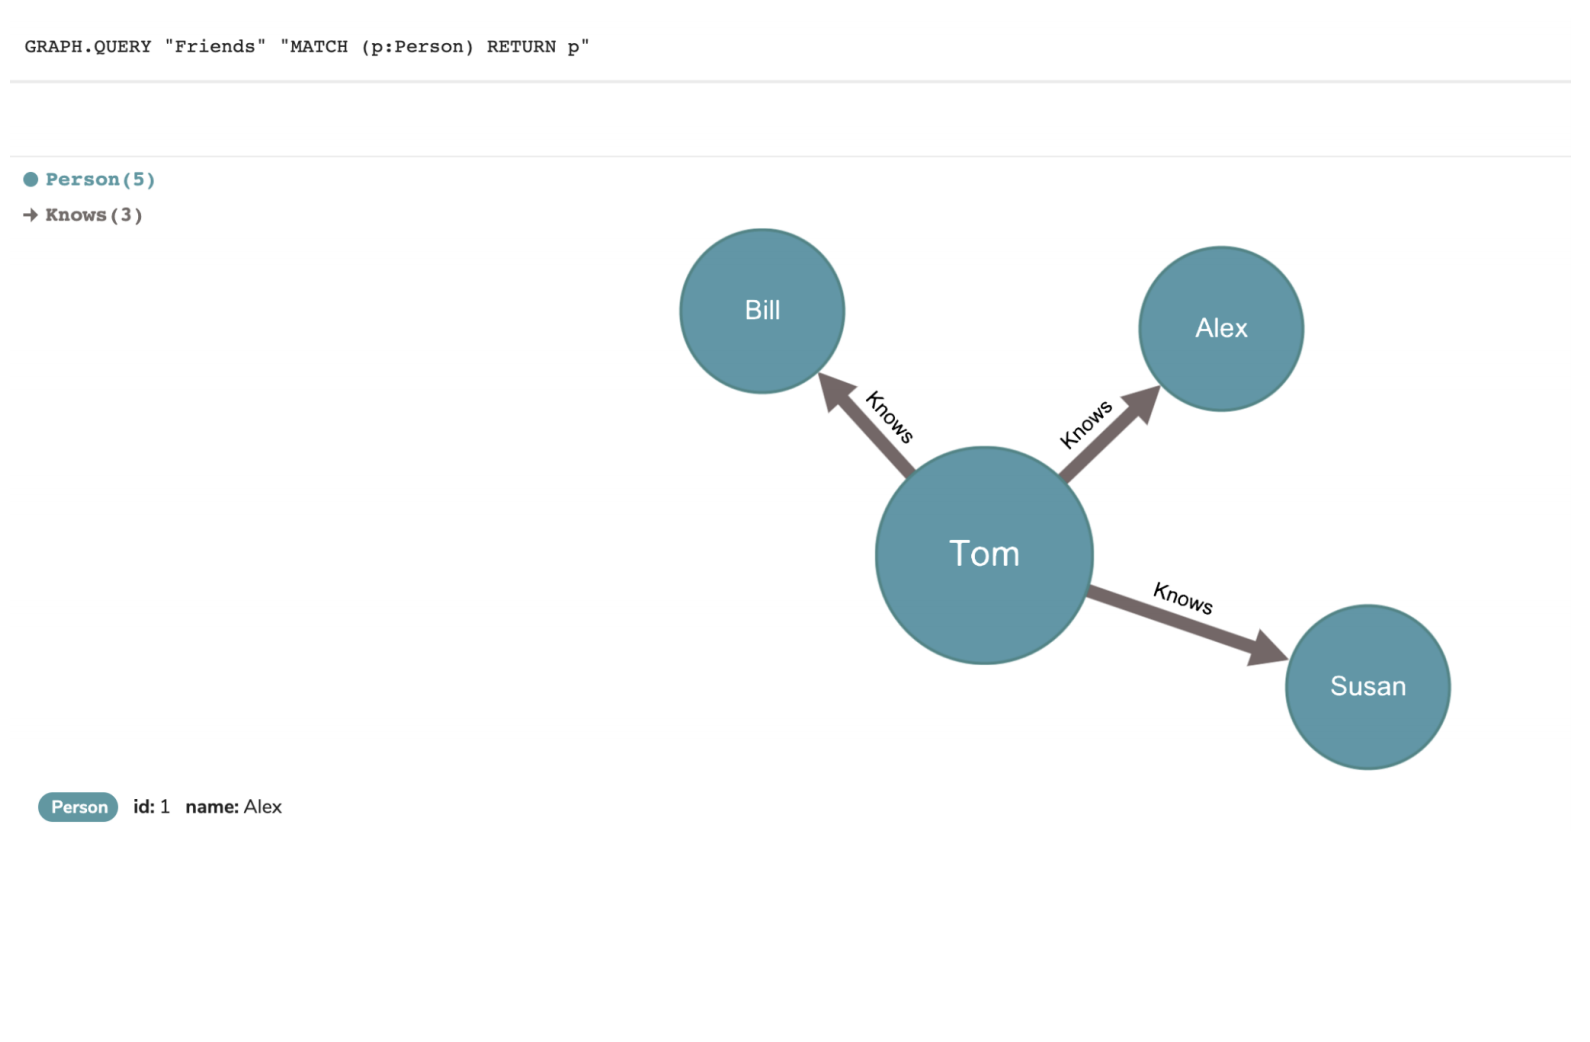 GRAPH.QUERY "Friends" "MATCH (p:Person) RETURN p"
Person(5)
Knows(3)
Bill
Alex
Knows
Knows
Tom
Knows
Susan
Person id: 1 name: Alex